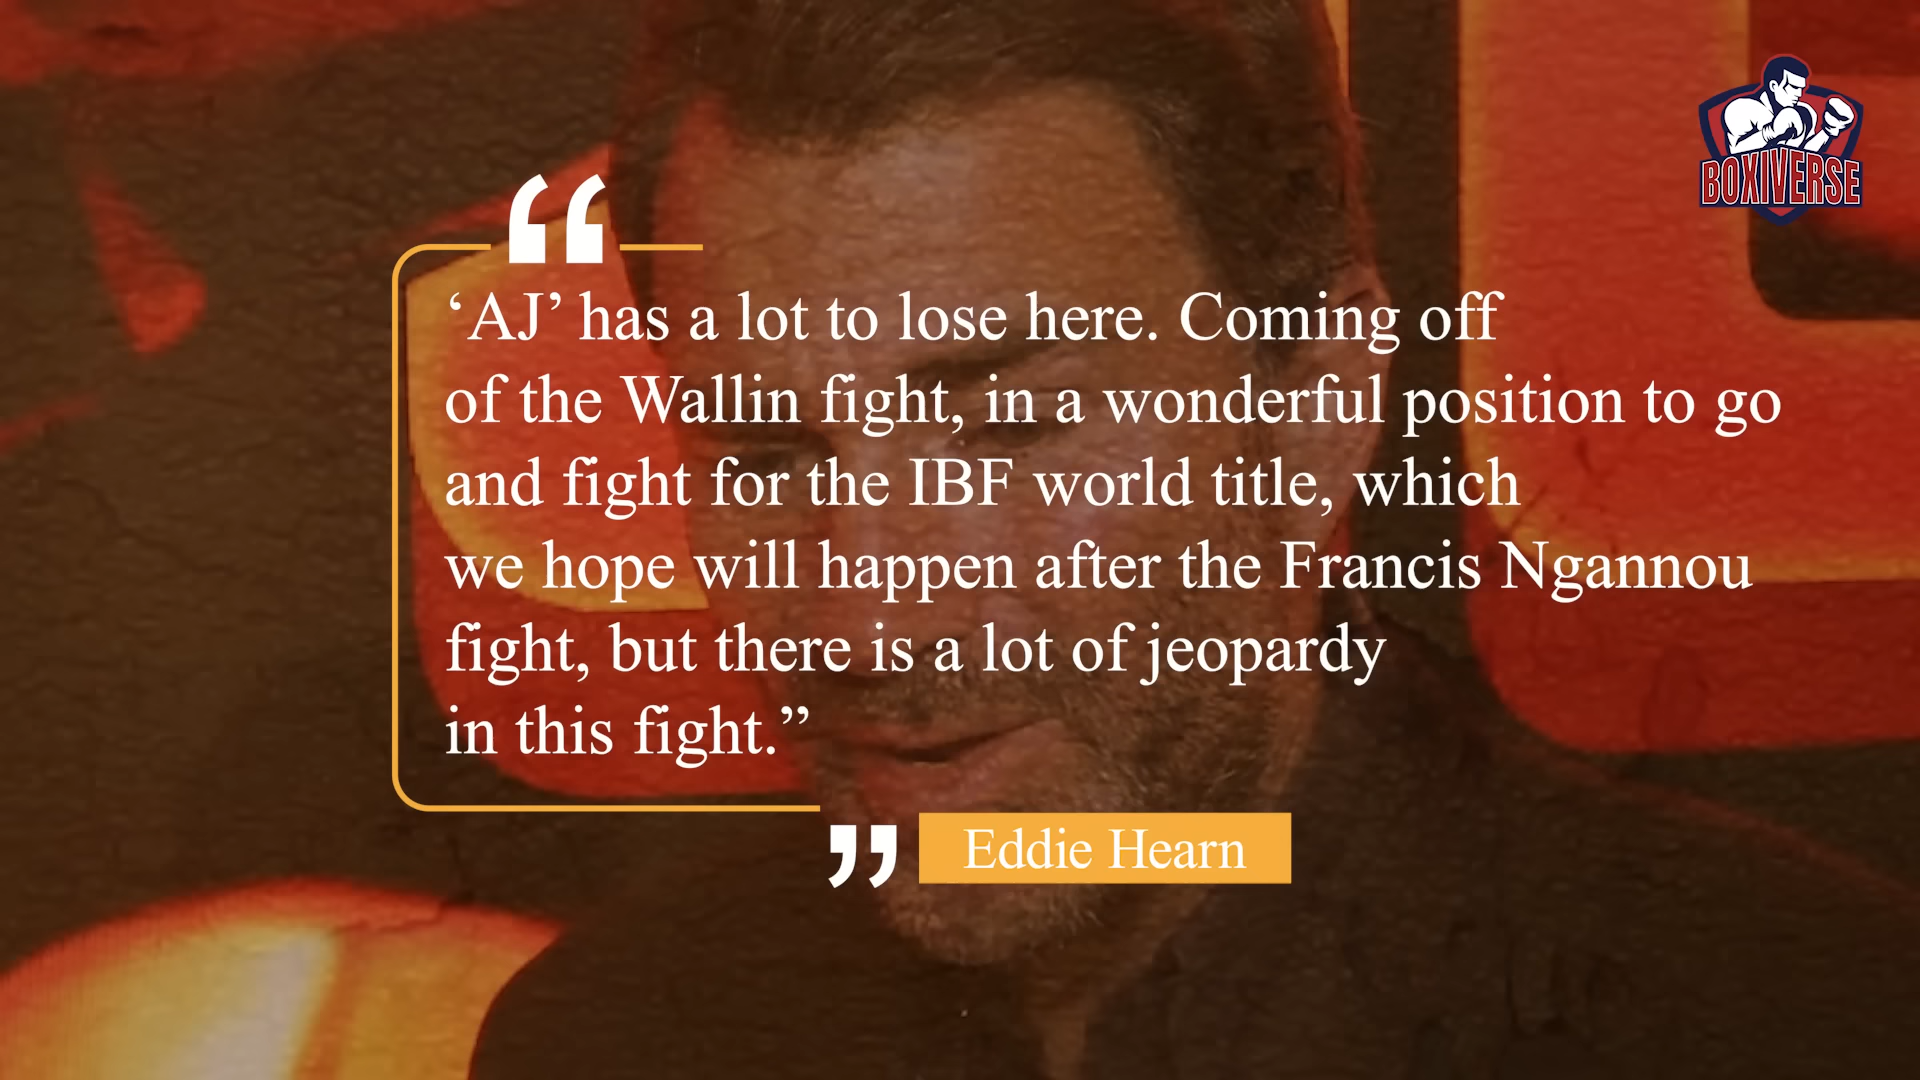 BOXIVERSE
“
‘AJ’ has a lot to lose here. Coming off
of the Wallin fight, in a wonderful position to go
and fight for the IBF world title, which
we hope will happen after the Francis Ngannou
fight, but there is a lot of jeopardy
in this fight.”
” Eddie Hearn